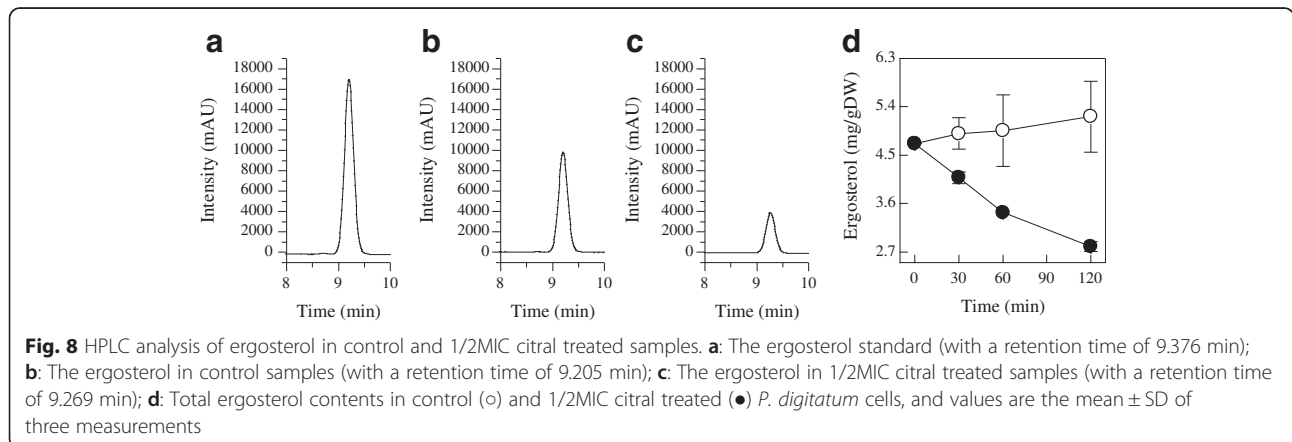 a
b
c
d
18000
16000
14000
12000
10000
8000
6000
4000
2000
0
Intensity (mAU)
8 9 10
Time (min)
18000
16000
14000
12000
10000
8000
6000
4000
2000
0
Intensity (mAU)
8 9 10
Time (min)
18000
16000
14000
12000
10000
8000
6000
4000
2000
0
Intensity (mAU)
8 9 10
Time (min)
6.3
5.4
4.5
3.6
2.7
Ergosterol (mg/gDW)
0 30 60 90 120
Time (min)
Fig. 8 HPLC analysis of ergosterol in control and 1/2MIC citral treated samples. a: The ergosterol standard (with a retention time of 9.376 min);
b: The ergosterol in control samples (with a retention time of 9.205 min); c: The ergosterol in 1/2MIC citral treated samples (with a retention time
of 9.269 min); d: Total ergosterol contents in control (○) and 1/2MIC citral treated (●) P. digitatum cells, and values are the mean ± SD of
three measurements